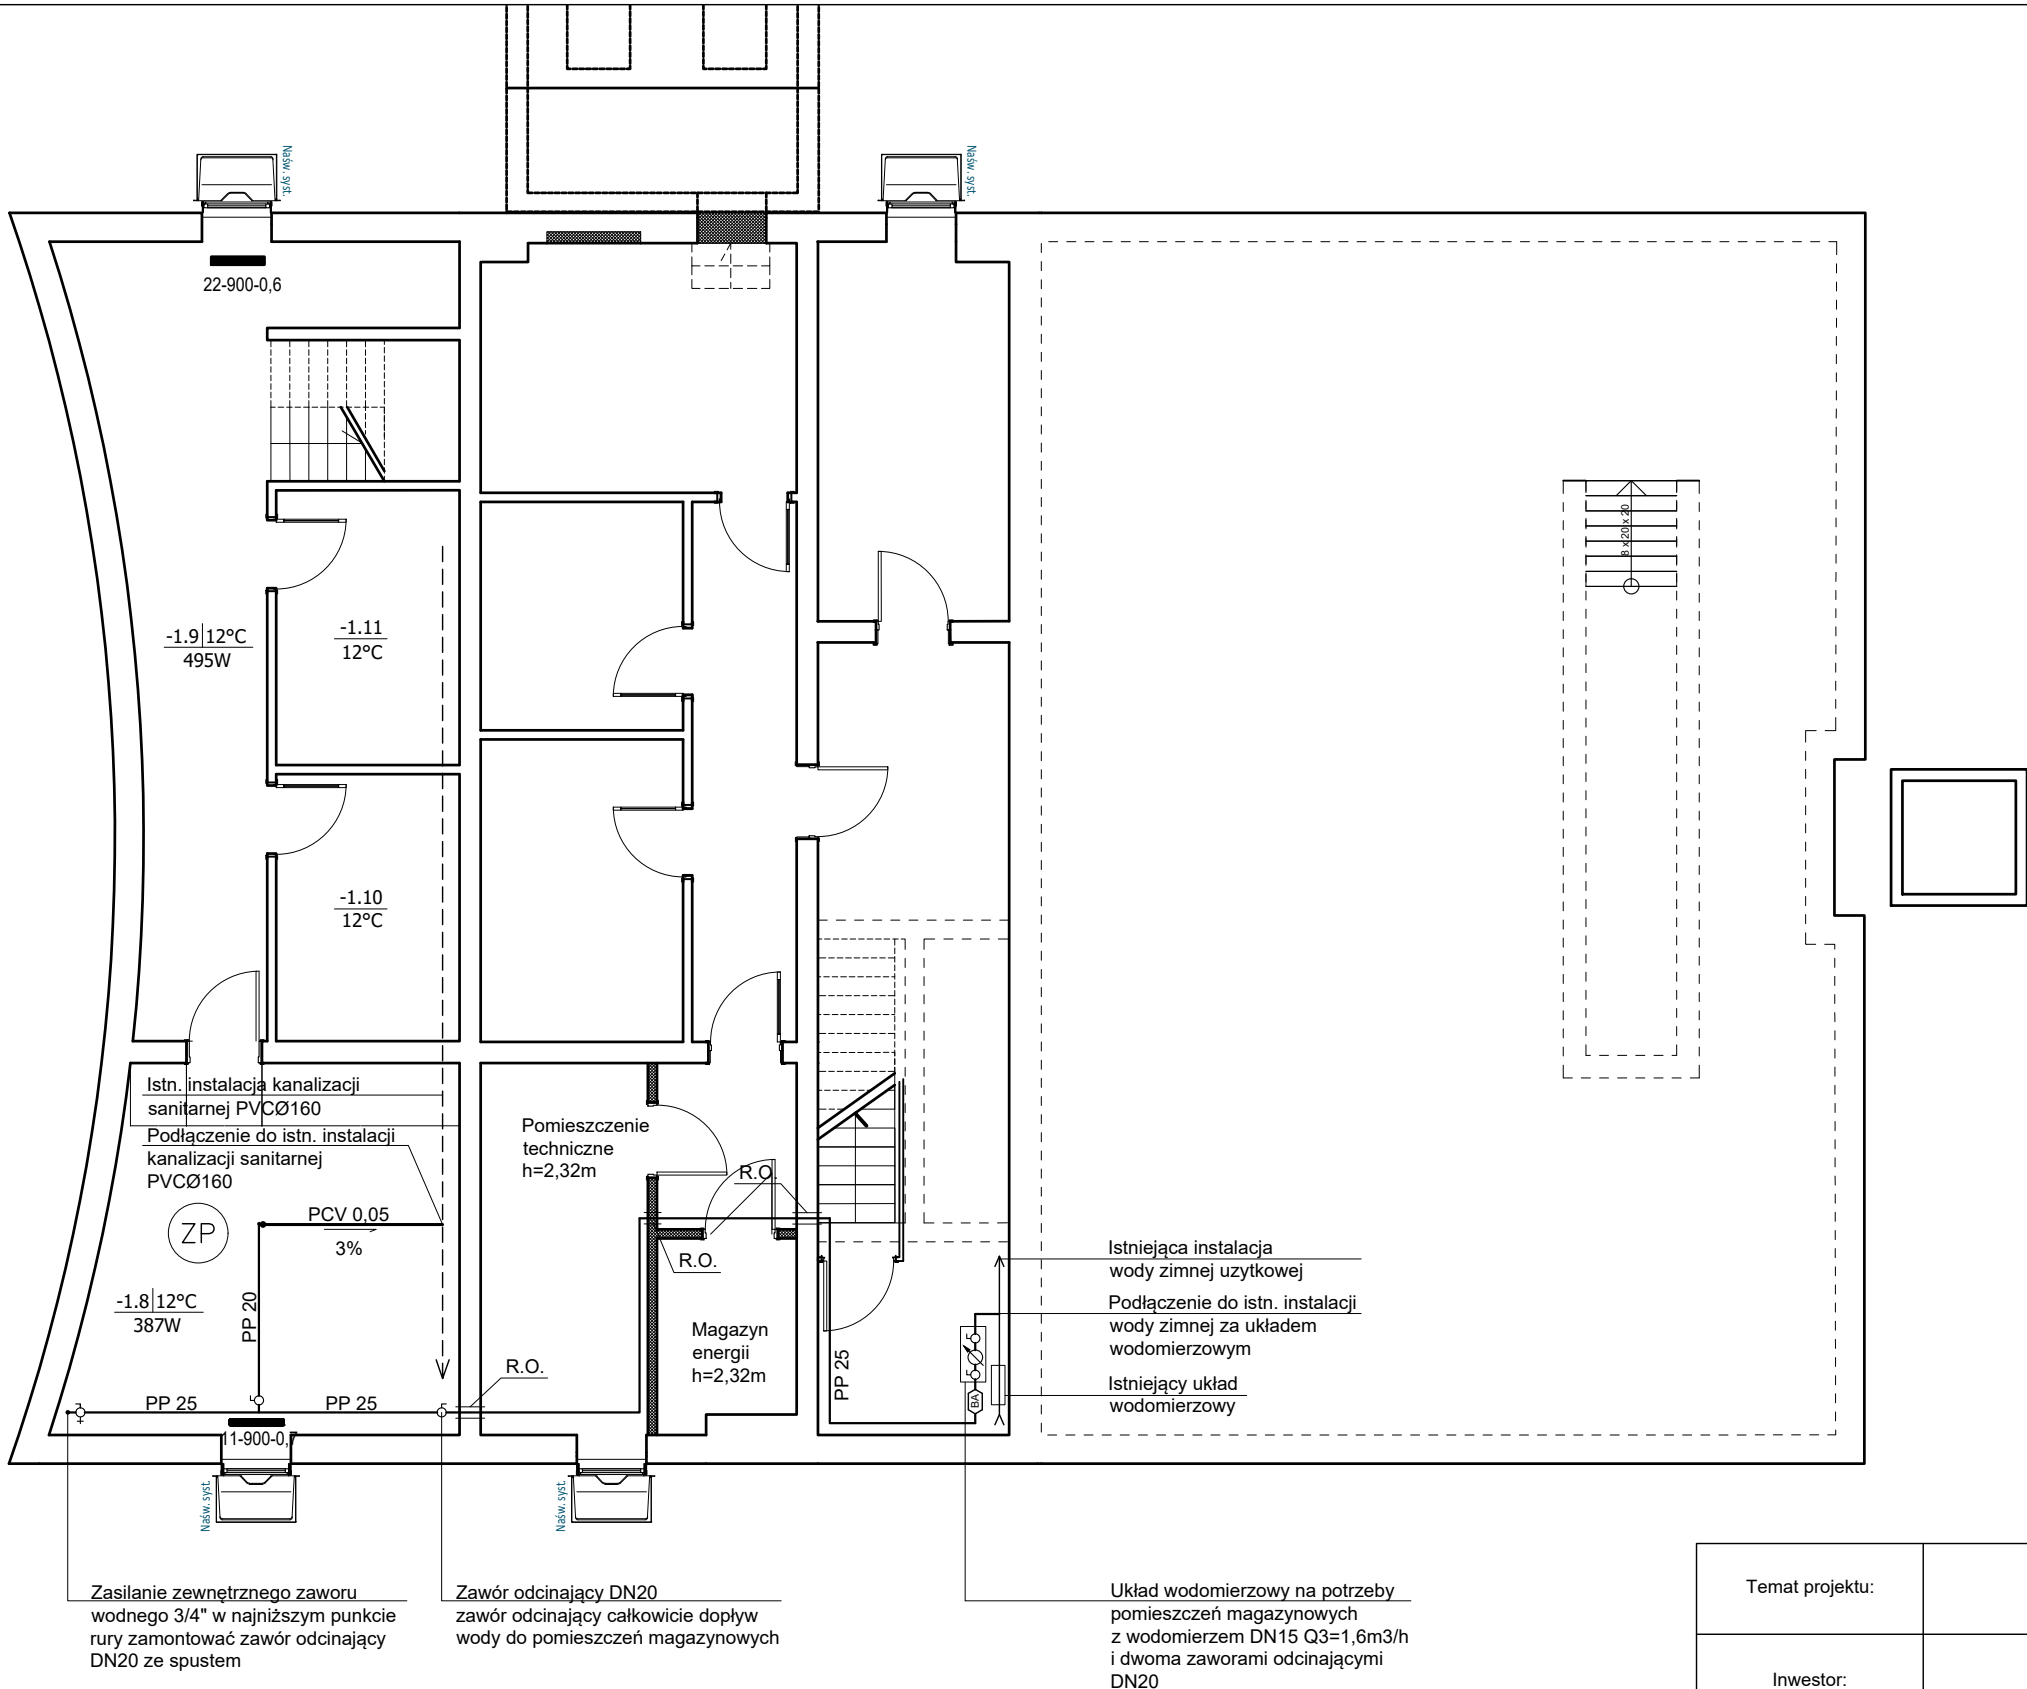 Naśw. syst.
Naśw. syst.
22-900-0,6
8 x 20 x 20
-1.9 12°C
495W
-1.11
12°C
-1.10
12°C
Istn. instalacja kanalizacji
sanitarnej PVCØ160
Podłączenie do istn. instalacji
kanalizacji sanitarnej
PVCØ160
ZP
PCV 0,05
3%
-1.8 12°C
387W
PP 20
PP 25
PP 25
11-900-0,7
R.O.
Pomieszczenie
techniczne
h=2,32m
R.O.
R.O.
Magazyn
energii
h=2,32m
PP 25
BA
Istniejąca instalacja
wody zimnej uzytkowej
Podłączenie do istn. instalacji
wody zimnej za układem
wodomierzowym
Istniejący układ
wodomierzowy
Naśw. syst.
Naśw. syst.
Zasilanie zewnętrznego zaworu
wodnego 3/4" w najniższym punkcie
rury zamontować zawór odcinający
DN20 ze spustem
Zawór odcinający DN20
zawór odcinający całkowicie dopływ
wody do pomieszczeń magazynowych
Układ wodomierzowy na potrzeby
pomieszczeń magazynowych
z wodomierzem DN15 Q3=1,6m3/h
i dwoma zaworami odcinającymi
DN20
Temat projektu:
Inwestor: